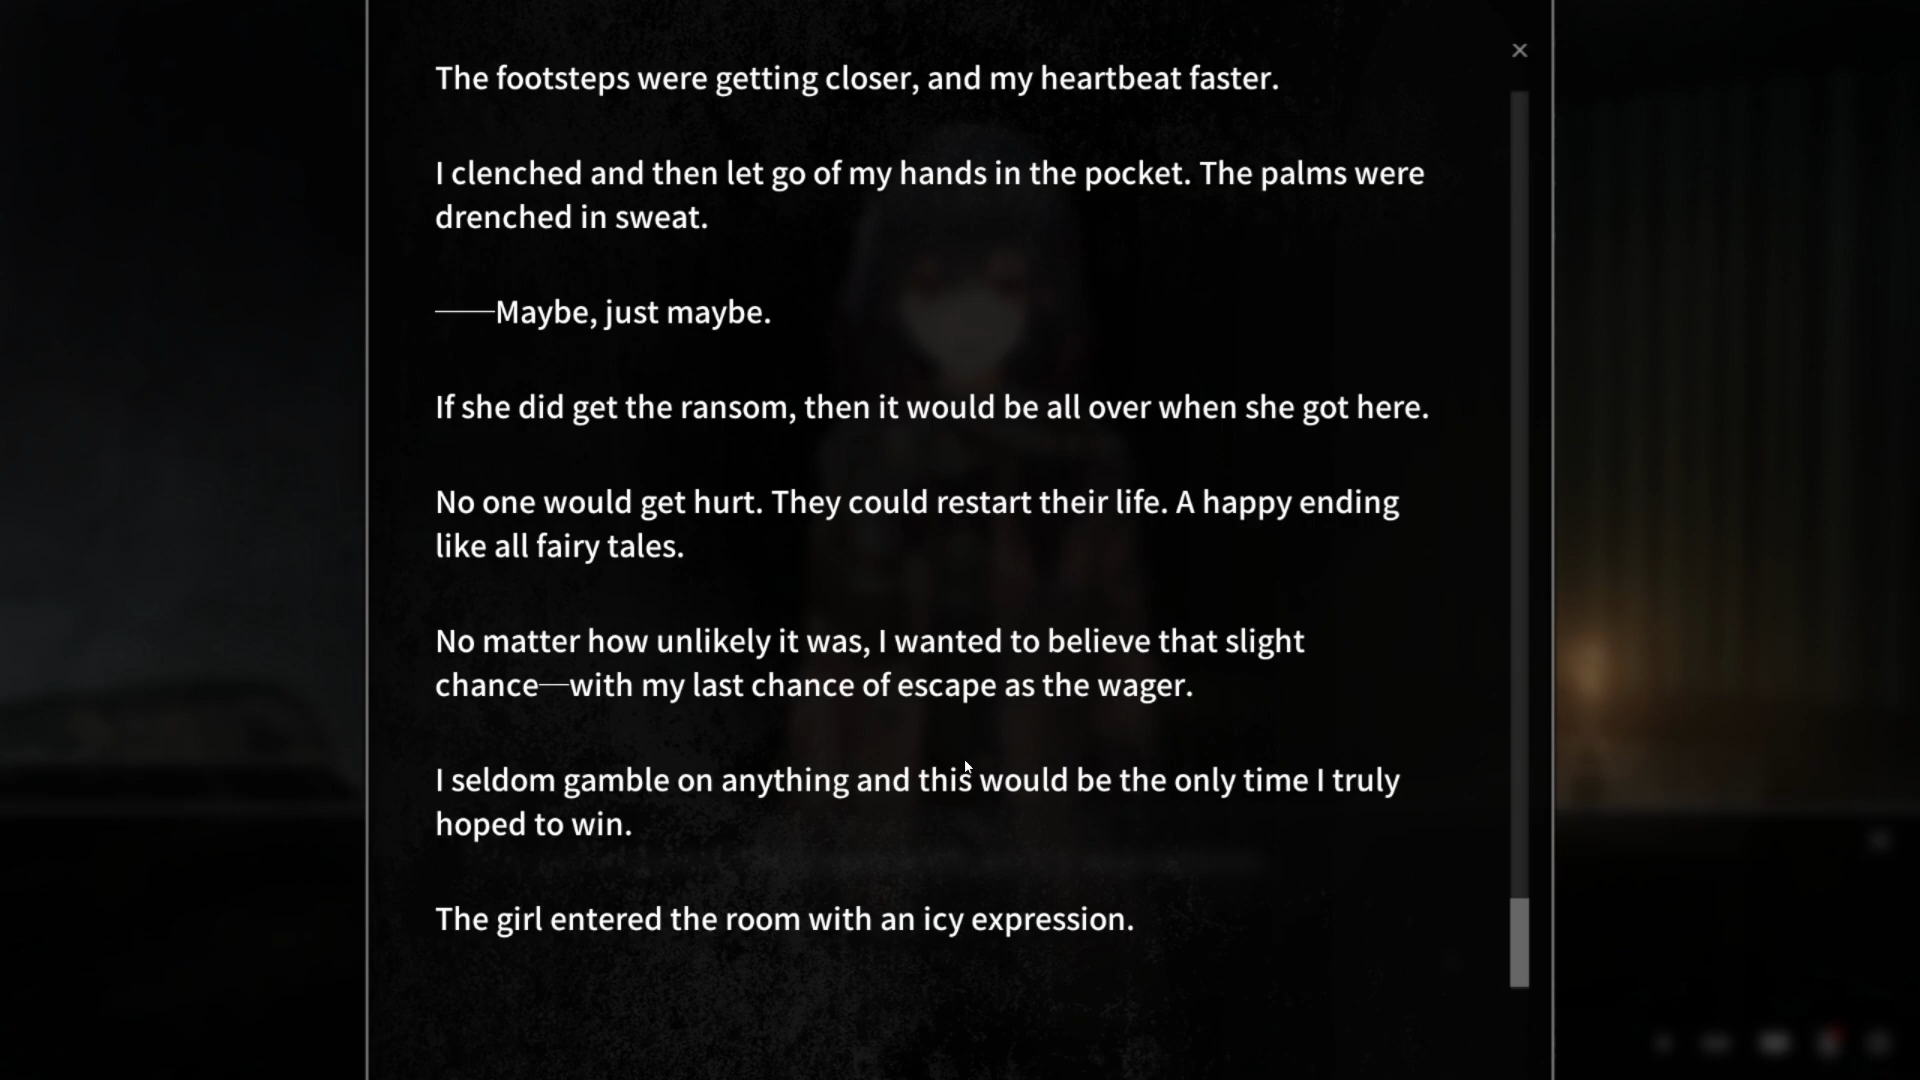 The footsteps were getting closer, and my heartbeat faster.
I clenched and then let go of my hands in the pocket. The palms were
drenched in sweat.
——Maybe, just maybe.
If she did get the ransom, then it would be all over when she got here.
No one would get hurt. They could restart their life. A happy ending
like all fairy tales.
No matter how unlikely it was, I wanted to believe that slight
chance—with my last chance of escape as the wager.
I seldom gamble on anything and this would be the only time I truly
hoped to win.
The girl entered the room with an icy expression.